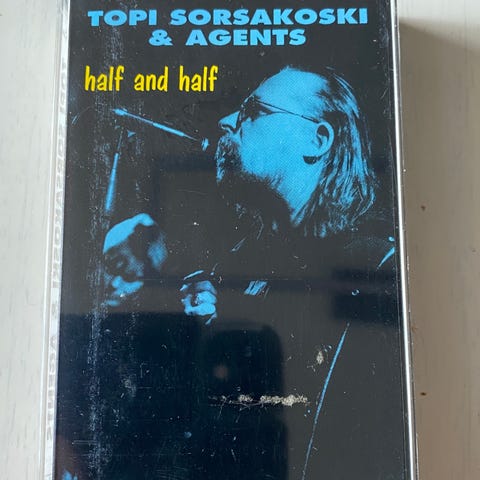 TOPI SORSAKOSKI
& AGENTS
half and half